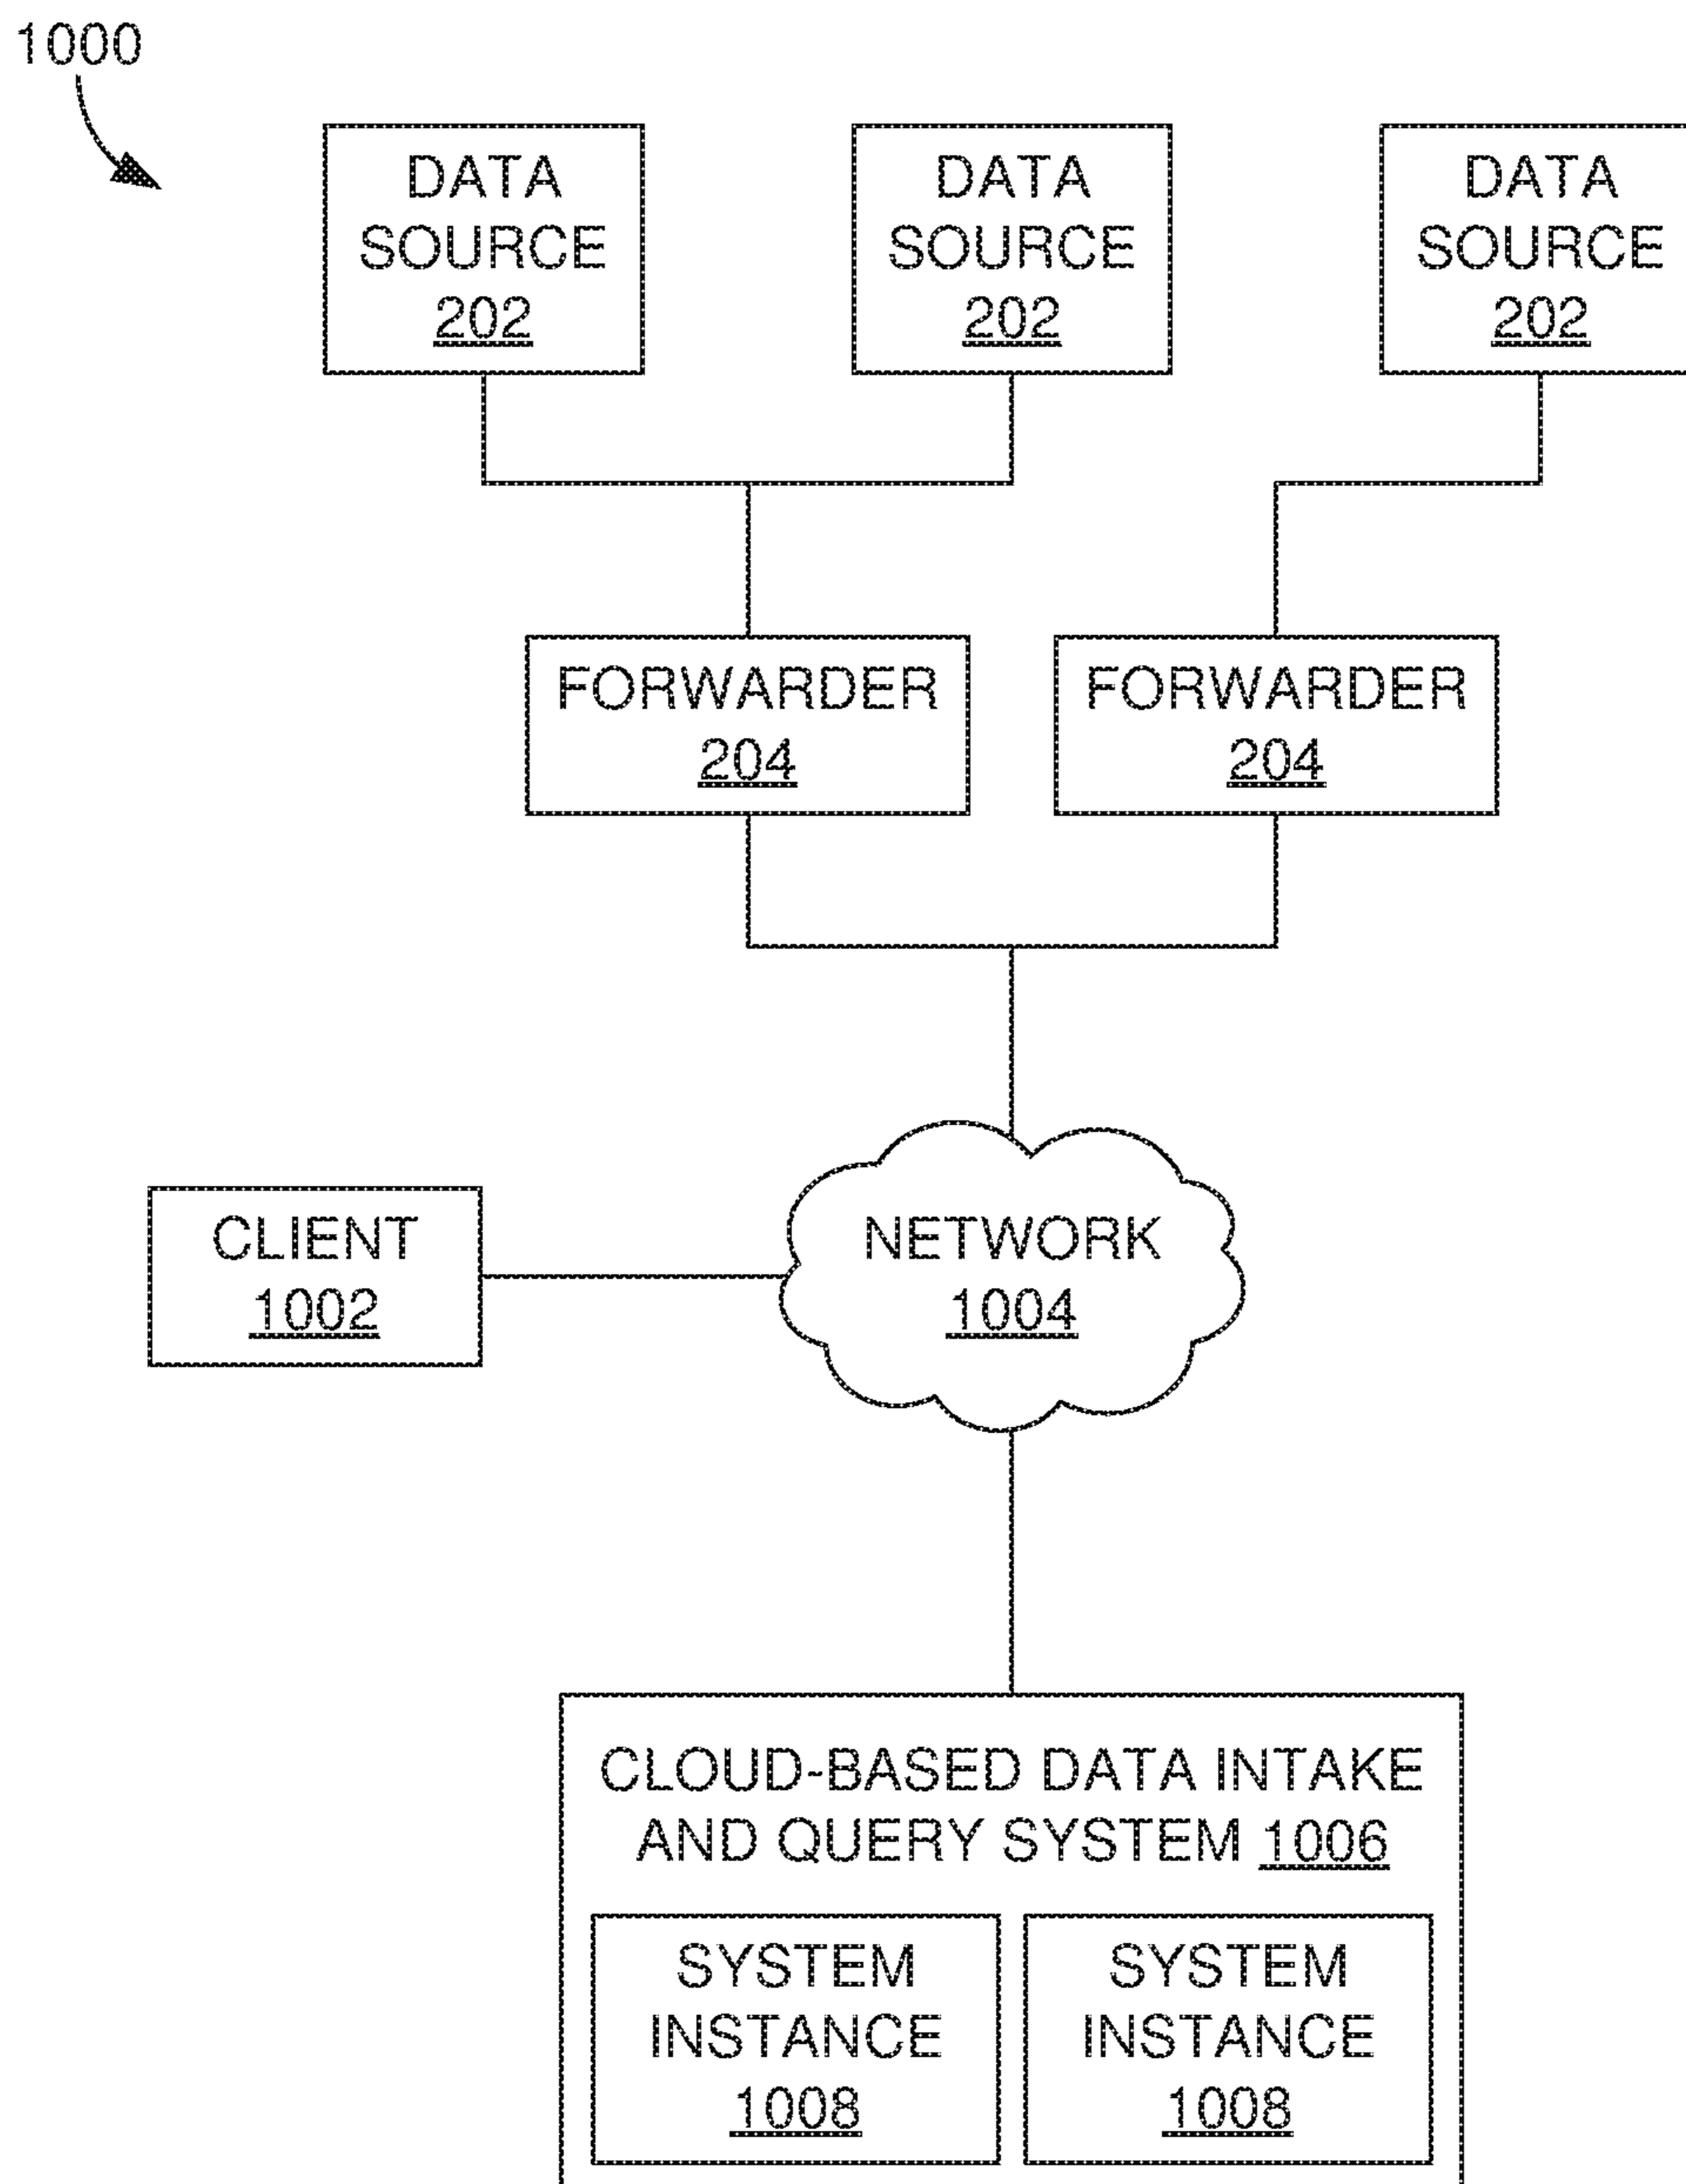 1000
DATA
SOURCE
202
DATA
SOURCE
202
DATA
SOURCE
202
FORWARDER
204
FORWARDER
204
CLIENT
1002
NETWORK
1004
CLOUD-BASED DATA INTAKE
AND QUERY SYSTEM 1006
SYSTEM
INSTANCE
1008
SYSTEM
INSTANCE
1008